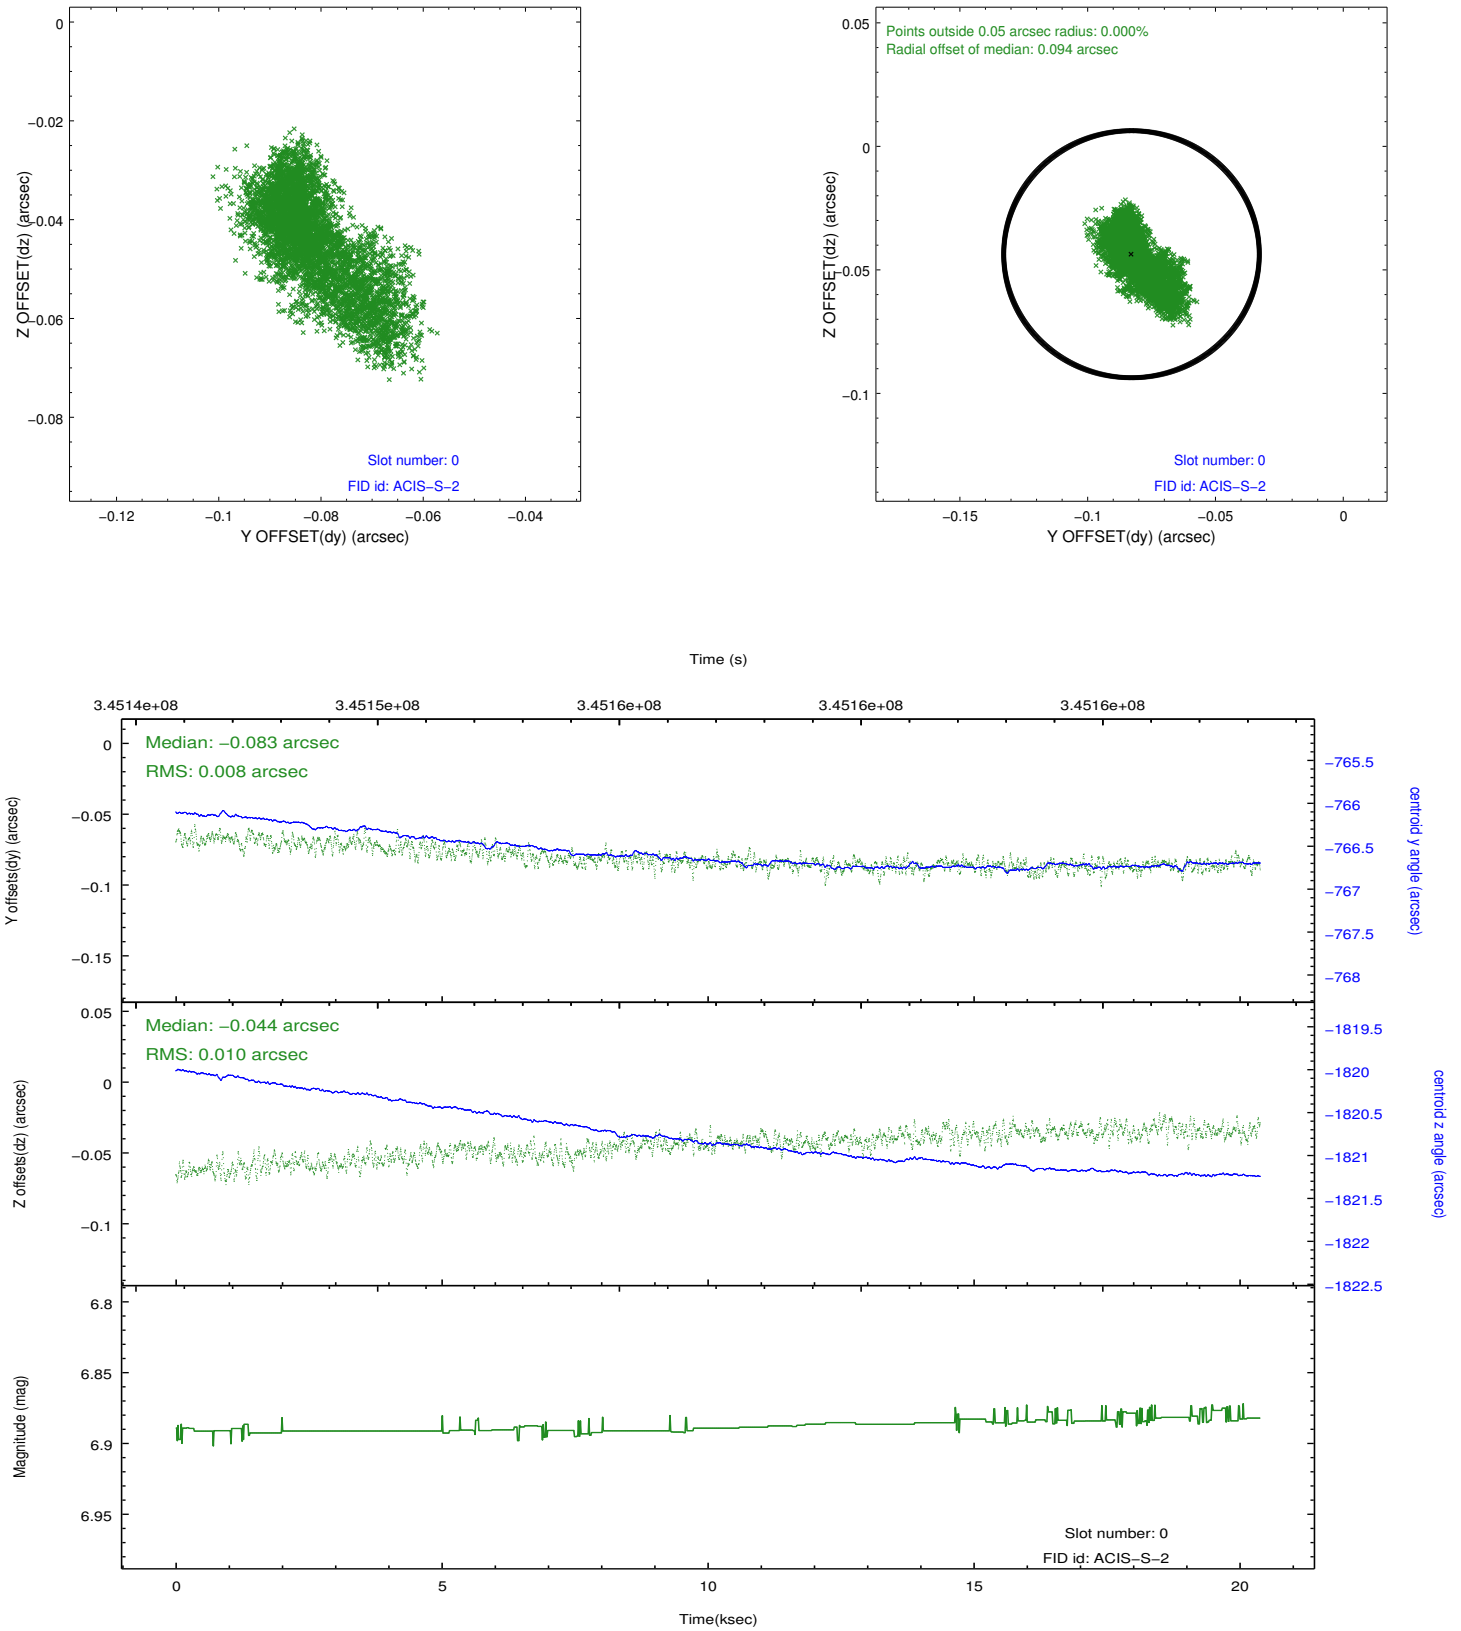 0
−0.02
−0.04
−0.06
−0.08
Z OFFSET(dz) (arcsec)
−0.12
−0.1
−0.08
−0.06
−0.04
Y OFFSET(dy) (arcsec)
Slot number: 0
FID id: ACIS−S−2
Points outside 0.05 arcsec radius: 0.000%
Radial offset of median: 0.094 arcsec
0.05
0
−0.05
−0.1
Z OFFSET(dz) (arcsec)
−0.15
−0.1
−0.05
0
Y OFFSET(dy) (arcsec)
Slot number: 0
FID id: ACIS−S−2
Time (s)
3.4514e+08
3.4515e+08
3.4516e+08
3.4516e+08
3.4516e+08
Median: −0.083 arcsec
RMS: 0.008 arcsec
0
−0.05
−0.1
−0.15
Y offsets(dy) (arcsec)
−765.5
−766
−766.5
−767
−767.5
−768
centroid y angle (arcsec)
Median: −0.044 arcsec
RMS: 0.010 arcsec
0.05
0
−0.05
−0.1
Z offsets(dz) (arcsec)
−1819.5
−1820
−1820.5
−1821
−1821.5
−1822
−1822.5
centroid z angle (arcsec)
6.8
6.85
6.9
6.95
Magnitude (mag)
Slot number: 0
FID id: ACIS−S−2
0
5
10
15
20
Time(ksec)